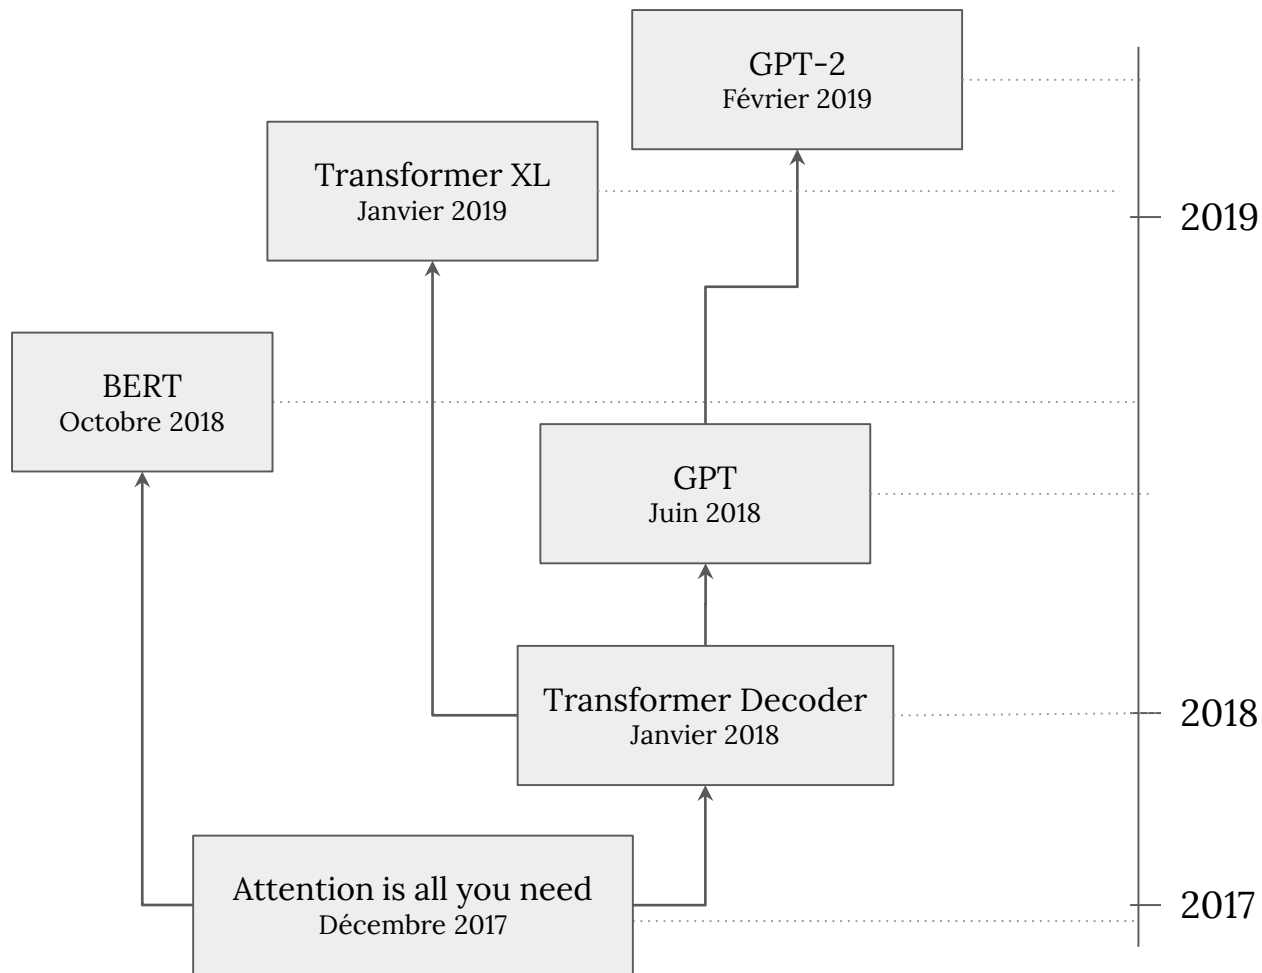 GPT-2
Février 2019
Transformer XL
Janvier 2019
2019
BERT
Octobre 2018
GPT
Juin 2018
Transformer Decoder
Janvier 2018
2018
Attention is all you need
Décembre 2017
2017